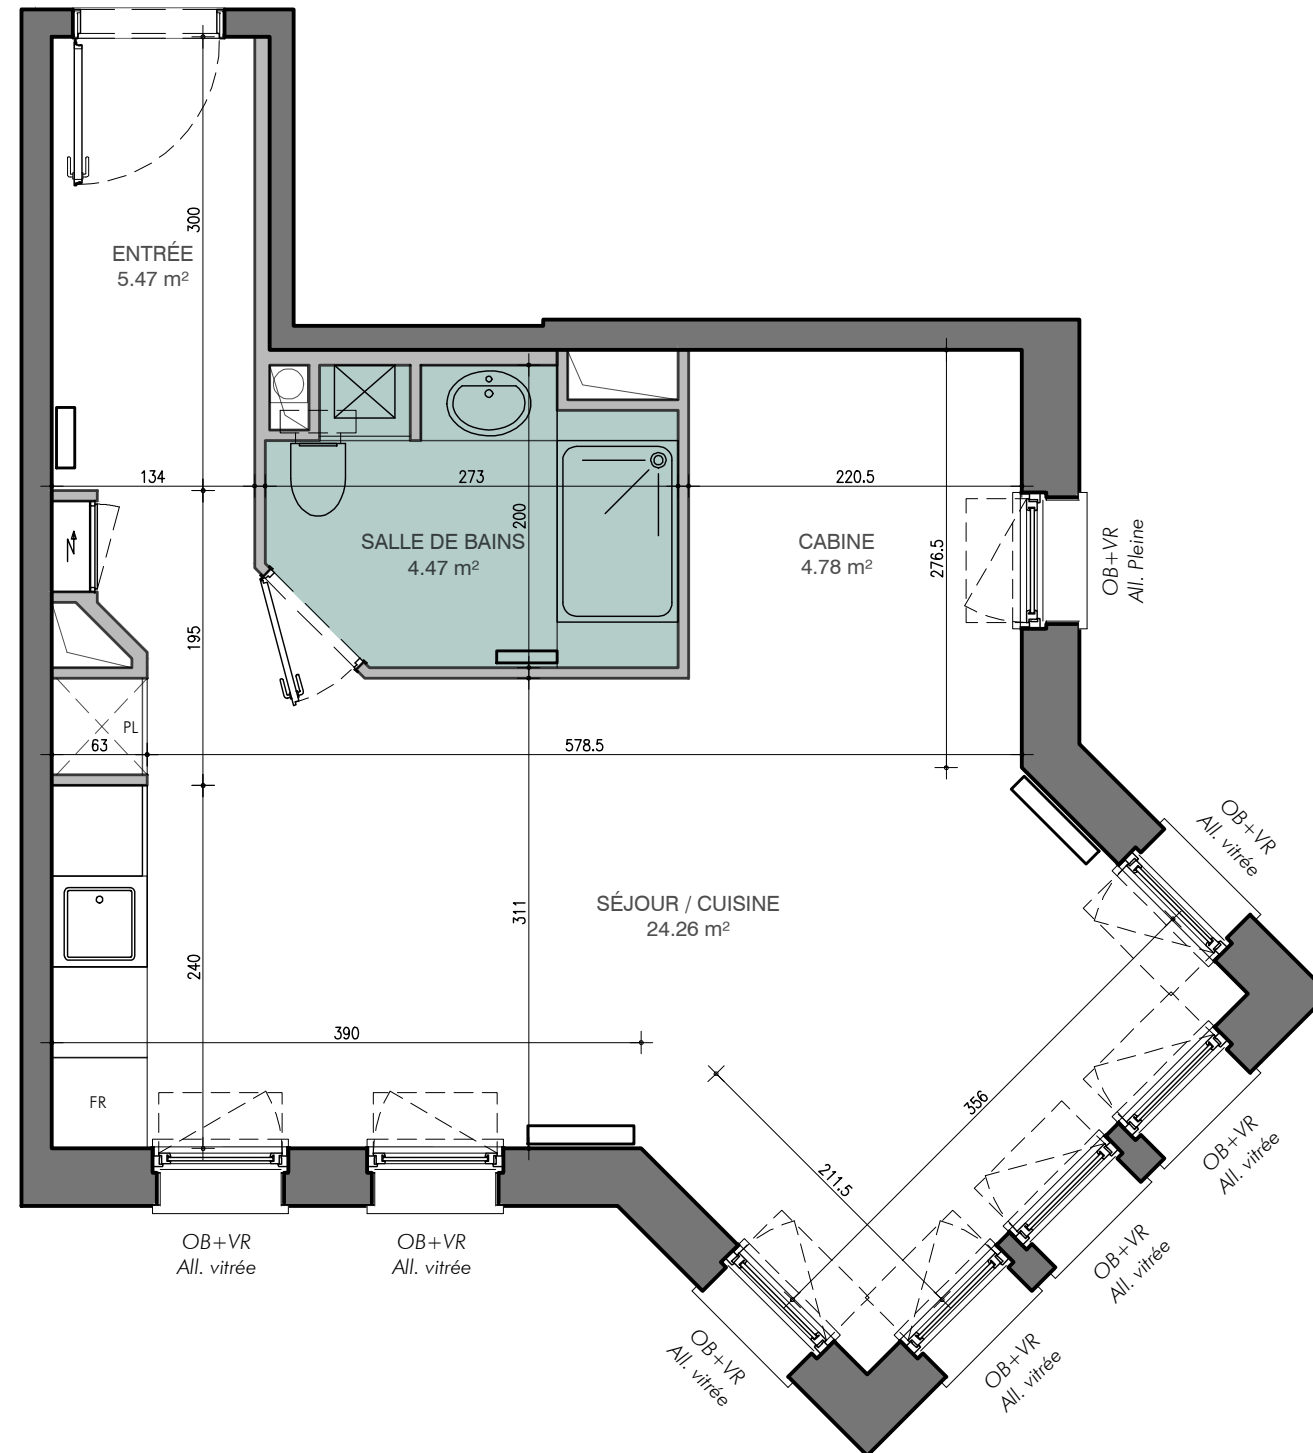 300
ENTRÉE
5.47 m²
134
273
220.5
200
SALLE DE BAINS
4.47 m²
CABINE
4.78 m²
276.5
OB+VR
All. Pleine
N
195
PL
63
578.5
OB+VR
All. vitrée
SÉJOUR / CUISINE
24.26 m²
311
240
390
356
FR
211.5
OB+VR
All. vitrée
OB+VR
All. vitrée
OB+VR
All. vitrée
OB+VR
All. vitrée
OB+VR
All. vitrée
OB+VR
All. vitrée